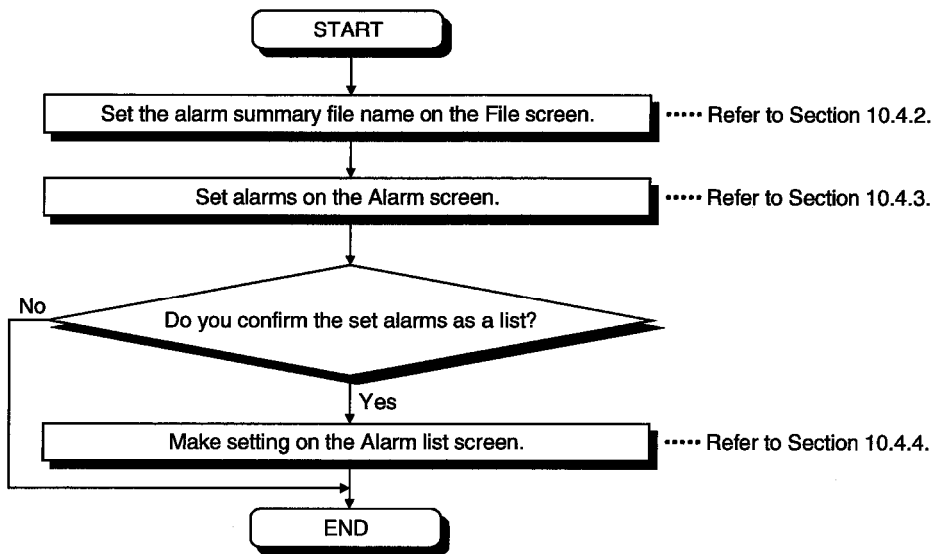 START
Set the alarm summary file name on the File screen. ····· Refer to Section 10.4.2.
Set alarms on the Alarm screen. ····· Refer to Section 10.4.3.
No
Do you confirm the set alarms as a list?
Yes
Make setting on the Alarm list screen. ····· Refer to Section 10.4.4.
END